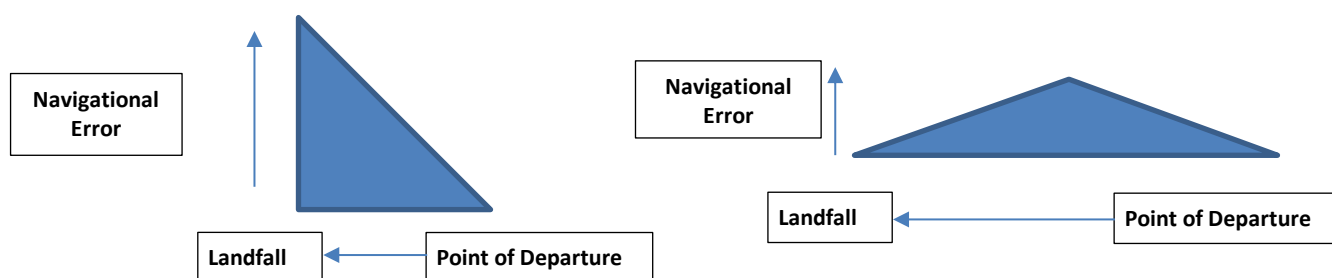 Navigational
Error
Landfall
Point of Departure
Navigational
Error
Landfall
Point of Departure